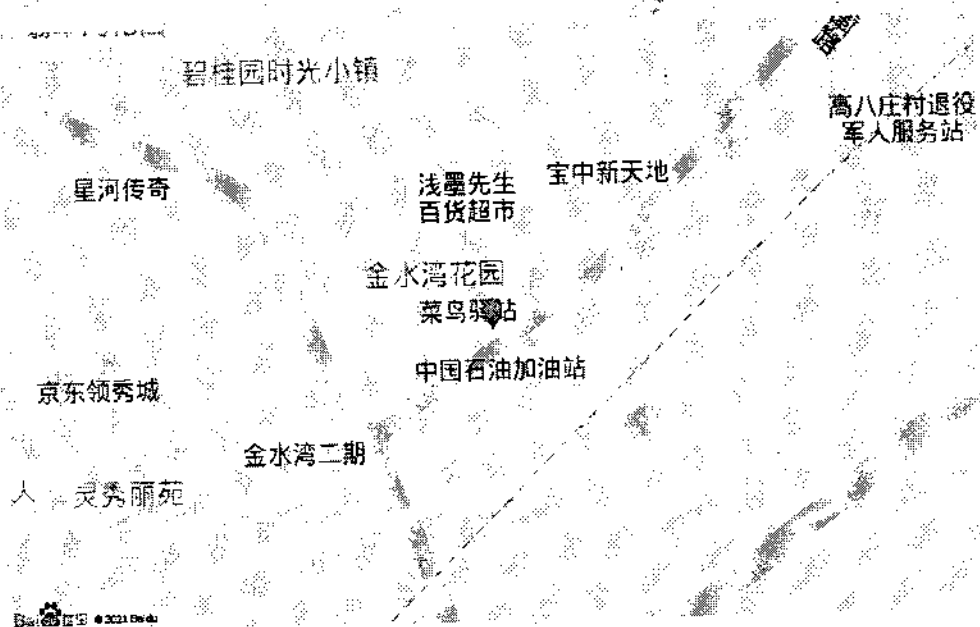 碧桂园时光小镇
高八庄村退役
军人服务站
星河传奇
浅墨先生
百货超市
宝中新天地
金水湾花园
菜鸟驿站
中国石油加油站
京东领秀城
金水湾二期
灵秀丽苑
© 2021 Baidu